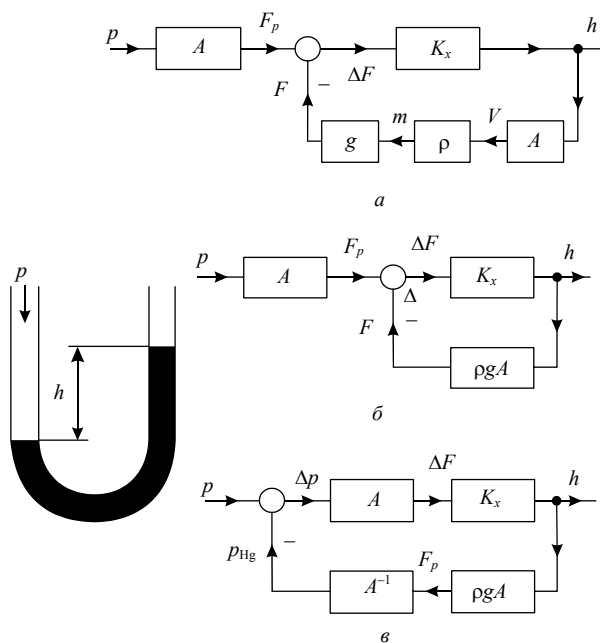 p A F_p ΔF K_x h
F −
g m ρ V A
а
p A F_p ΔF K_x h
Δ
F −
ρgA
б
p
h
p Δp A ΔF K_x h
p_Hg − A⁻¹ F_p ρgA
в